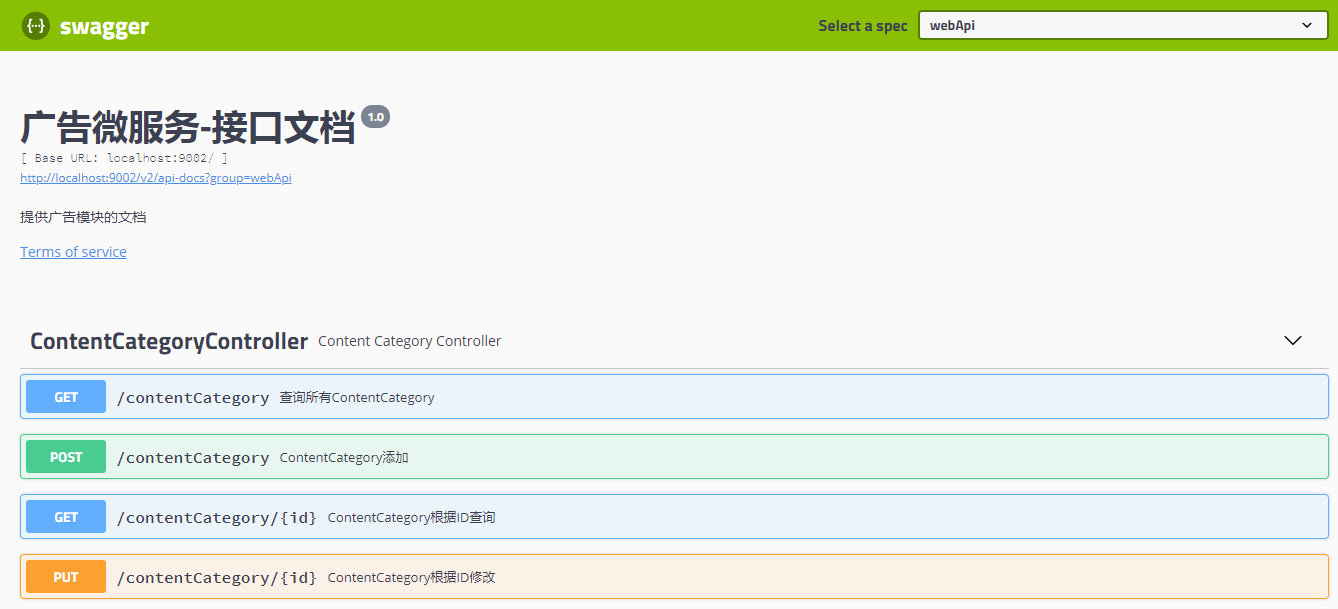 {···} swagger
Select a spec webApi
广告微服务-接口文档 1.0
[ Base URL: localhost:9002/ ]
http://localhost:9002/v2/api-docs?group=webApi
提供广告模块的文档
Terms of service
ContentCategoryController Content Category Controller
GET /contentCategory 查询所有ContentCategory
POST /contentCategory ContentCategory添加
GET /contentCategory/{id} ContentCategory根据ID查询
PUT /contentCategory/{id} ContentCategory根据ID修改